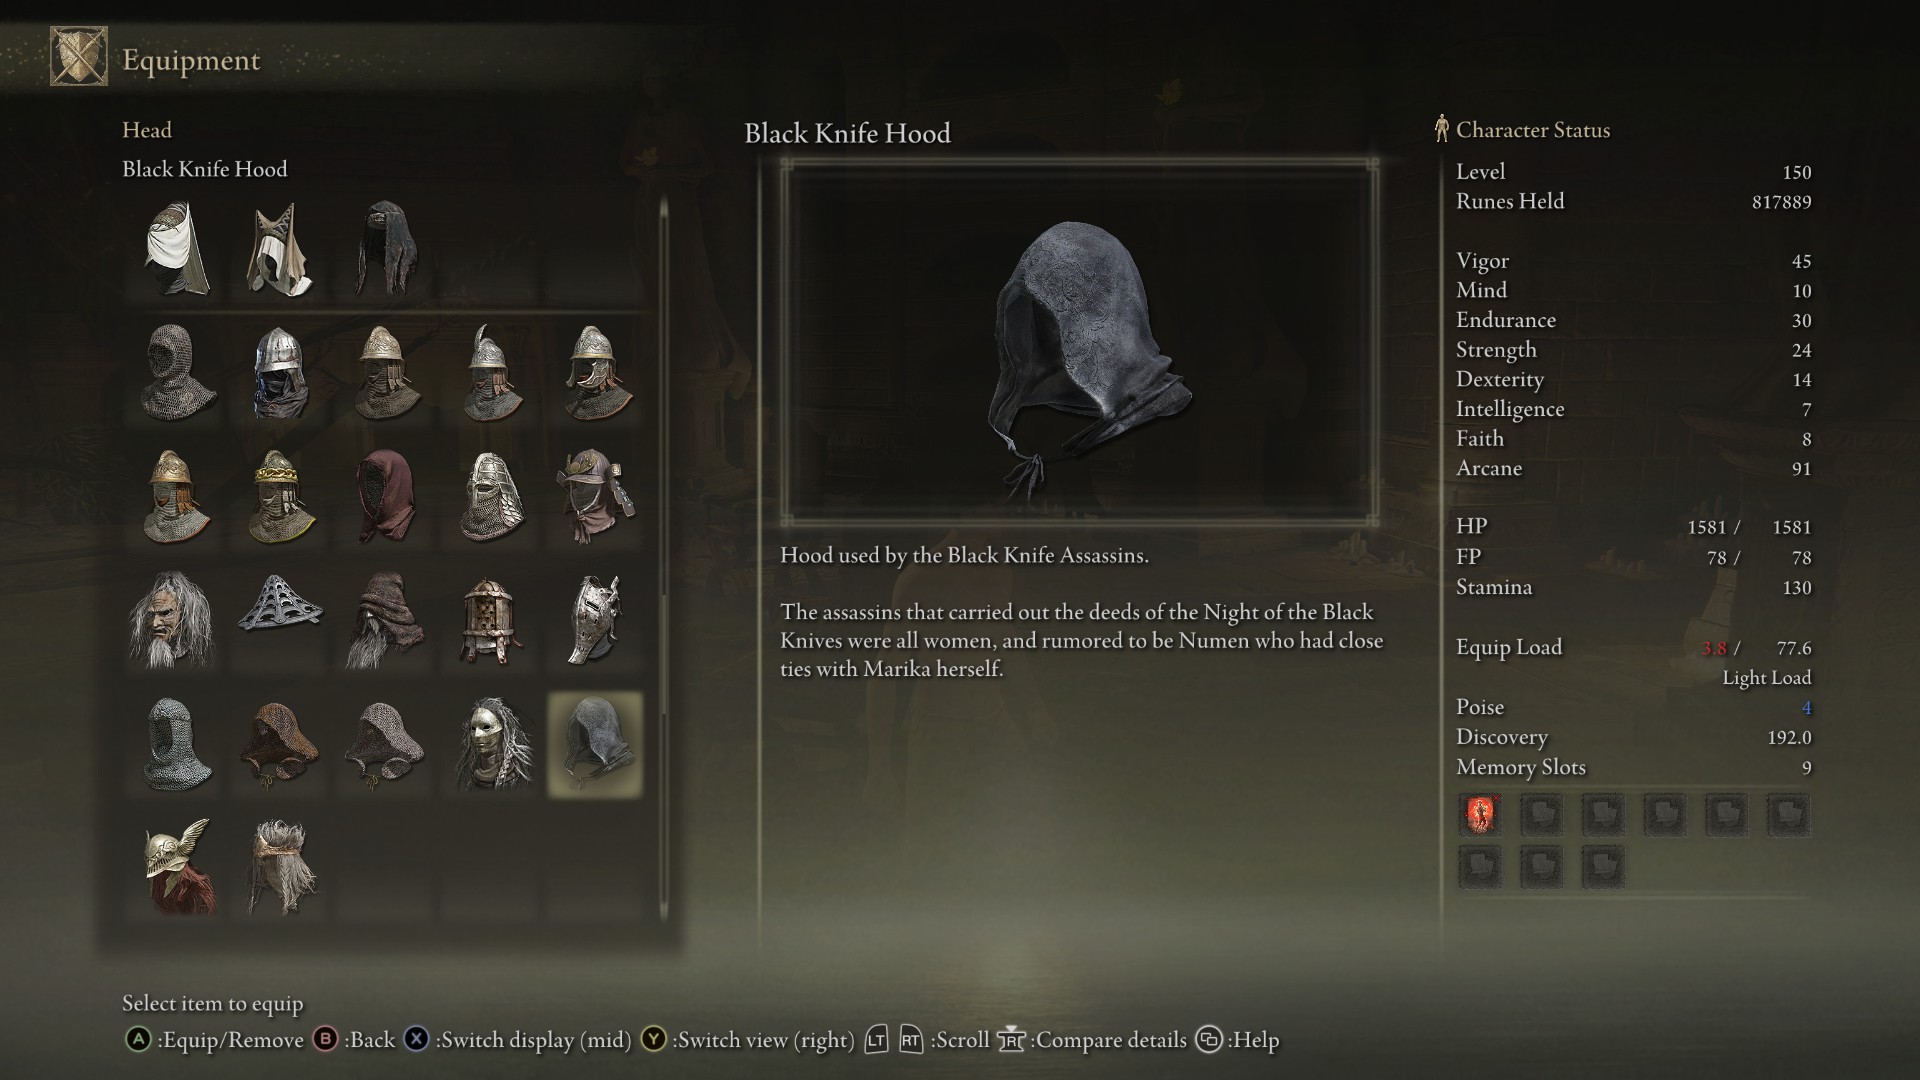 Equipment
Head
Black Knife Hood
Black Knife Hood
Hood used by the Black Knife Assassins.
The assassins that carried out the deeds of the Night of the Black
Knives were all women, and rumored to be Numen who had close
ties with Marika herself.
Character Status
Level 150
Runes Held 817889
Vigor 45
Mind 10
Endurance 30
Strength 24
Dexterity 14
Intelligence 7
Faith 8
Arcane 91
HP 1581 / 1581
FP 78 / 78
Stamina 130
Equip Load 3.8 / 77.6
Light Load
Poise 4
Discovery 192.0
Memory Slots 9
Select item to equip
A :Equip/Remove B :Back X :Switch display (mid) Y :Switch view (right) LT RT :Scroll R :Compare details :Help